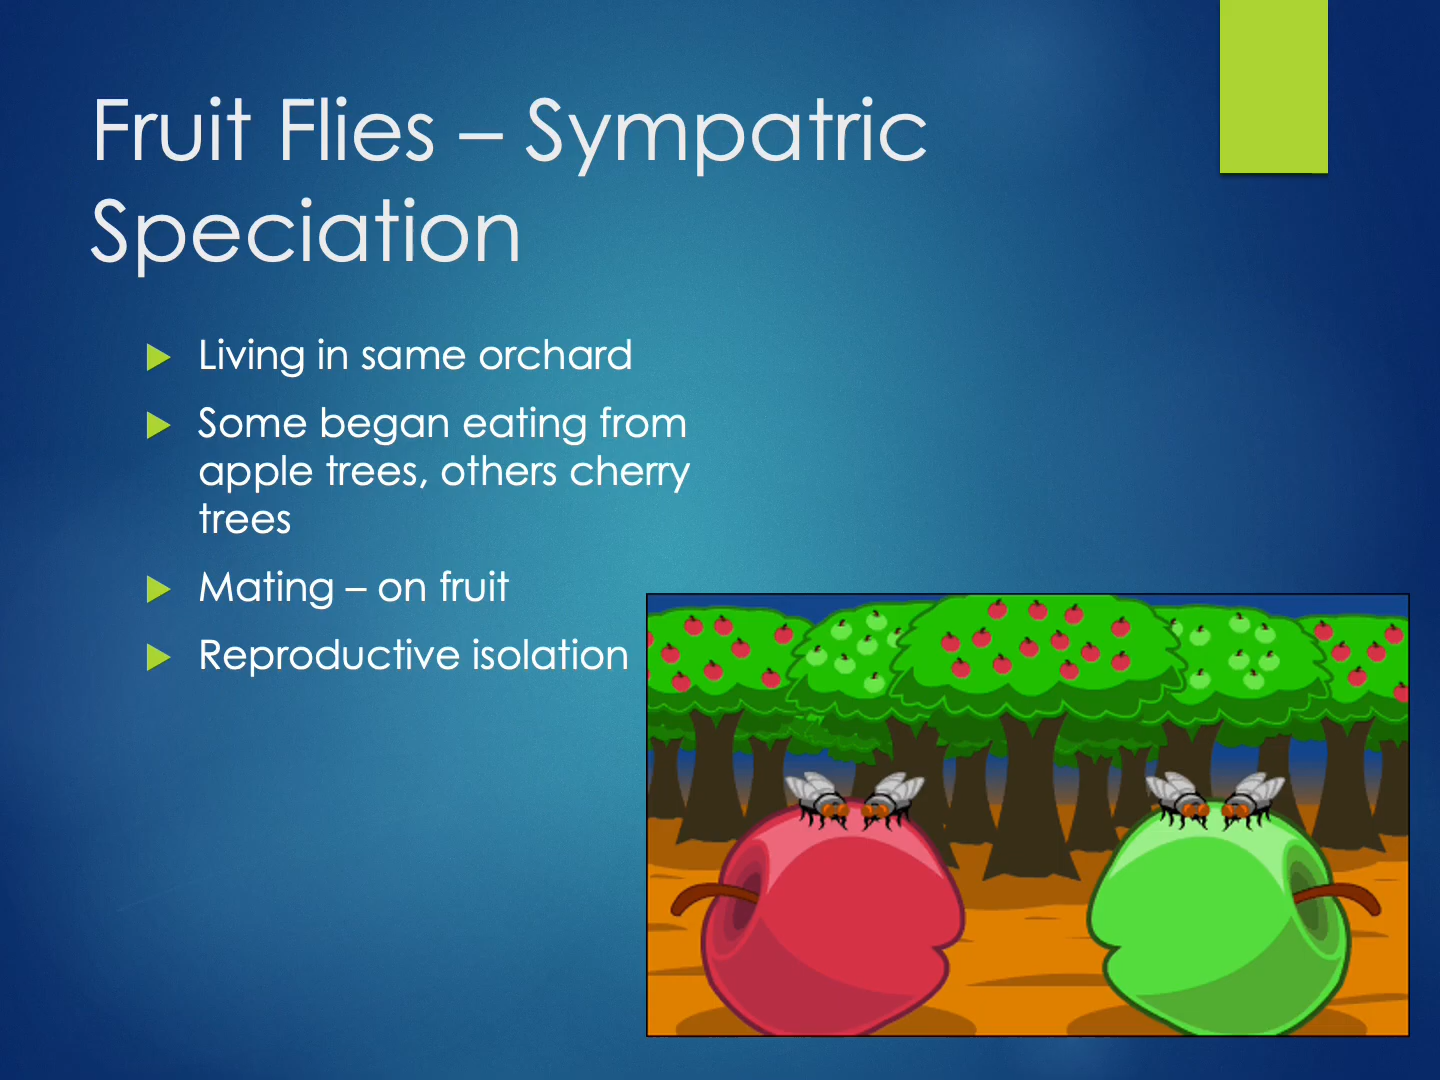 Fruit Flies – Sympatric
Speciation
Living in same orchard
Some began eating from
apple trees, others cherry
trees
Mating – on fruit
Reproductive isolation